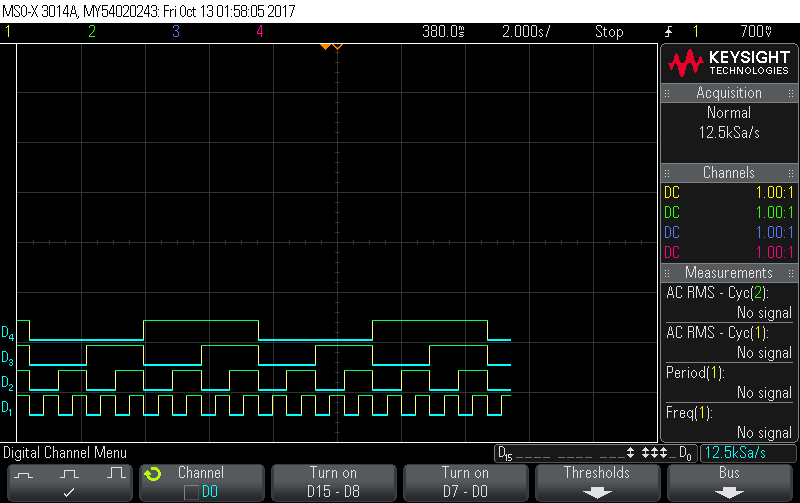 MSO-X 3014A, MY54020243: Fri Oct 13 01:58:05 2017
1 2 3 4 380.0ms 2.000s/ Stop 1 700mV
KEYSIGHT
TECHNOLOGIES
Acquisition
Normal
12.5kSa/s
Channels
DC 1.00:1
DC 1.00:1
DC 1.00:1
DC 1.00:1
Measurements
AC RMS - Cyc(2):
No signal
AC RMS - Cyc(1):
No signal
Period(1):
No signal
Freq(1):
No signal
D4
D3
D2
D1
Digital Channel Menu
D15 D0 12.5kSa/s
Channel
D0
Turn on
D15 - D8
Turn on
D7 - D0
Thresholds
Bus